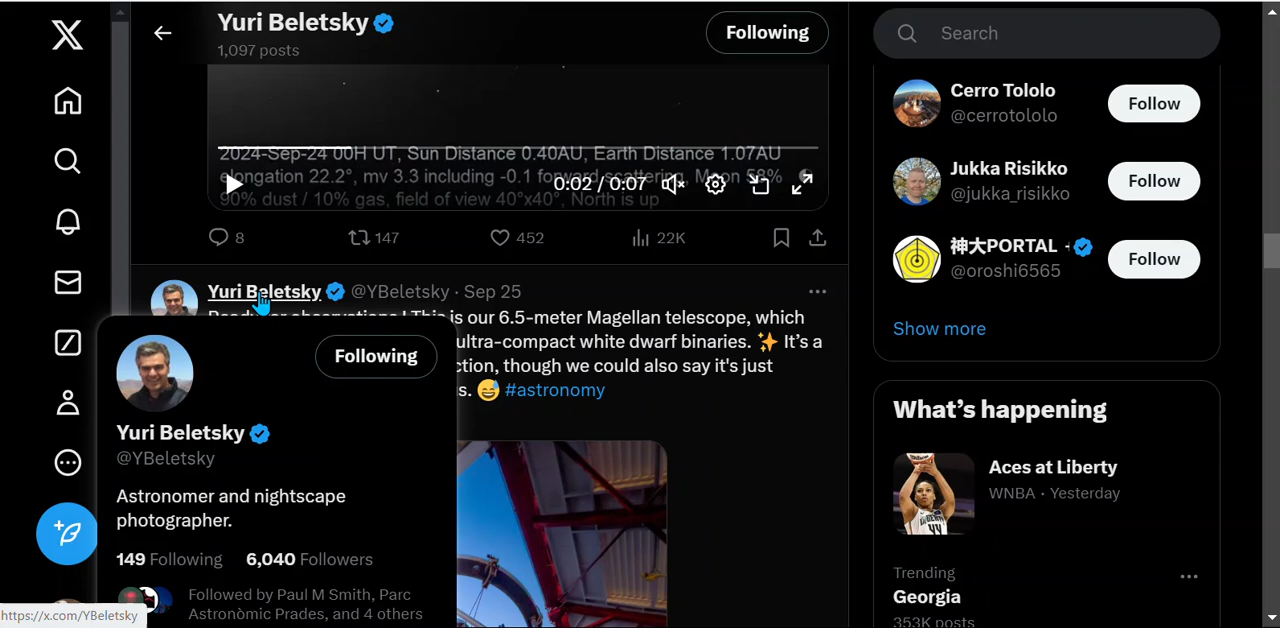 Yuri Beletsky
1,097 posts
Following
Search
2024-Sep-24 00H UT, Sun Distance 0.40AU, Earth Distance 1.07AU
elongation 22.2°, mv 3.3 including -0.1 forward scattering, Moon 58%
90% dust / 10% gas, field of view 40°x40°, North is up
0:02 / 0:07
8
147
452
22K
Yuri Beletsky @YBeletsky · Sep 25
observations ! This is our 6.5-meter Magellan telescope, which
ultra-compact white dwarf binaries. ✨ It's a
though we could also say it's just
😅 #astronomy
Following
Yuri Beletsky
@YBeletsky
Astronomer and nightscape
photographer.
149 Following 6,040 Followers
Followed by Paul M Smith, Parc
Astronòmic Prades, and 4 others
https://x.com/YBeletsky
Cerro Tololo
@cerrotololo
Follow
Jukka Risikko
@jukka_risikko
Follow
神大PORTAL -
@oroshi6565
Follow
Show more
What's happening
Aces at Liberty
WNBA · Yesterday
Trending
Georgia
353K posts